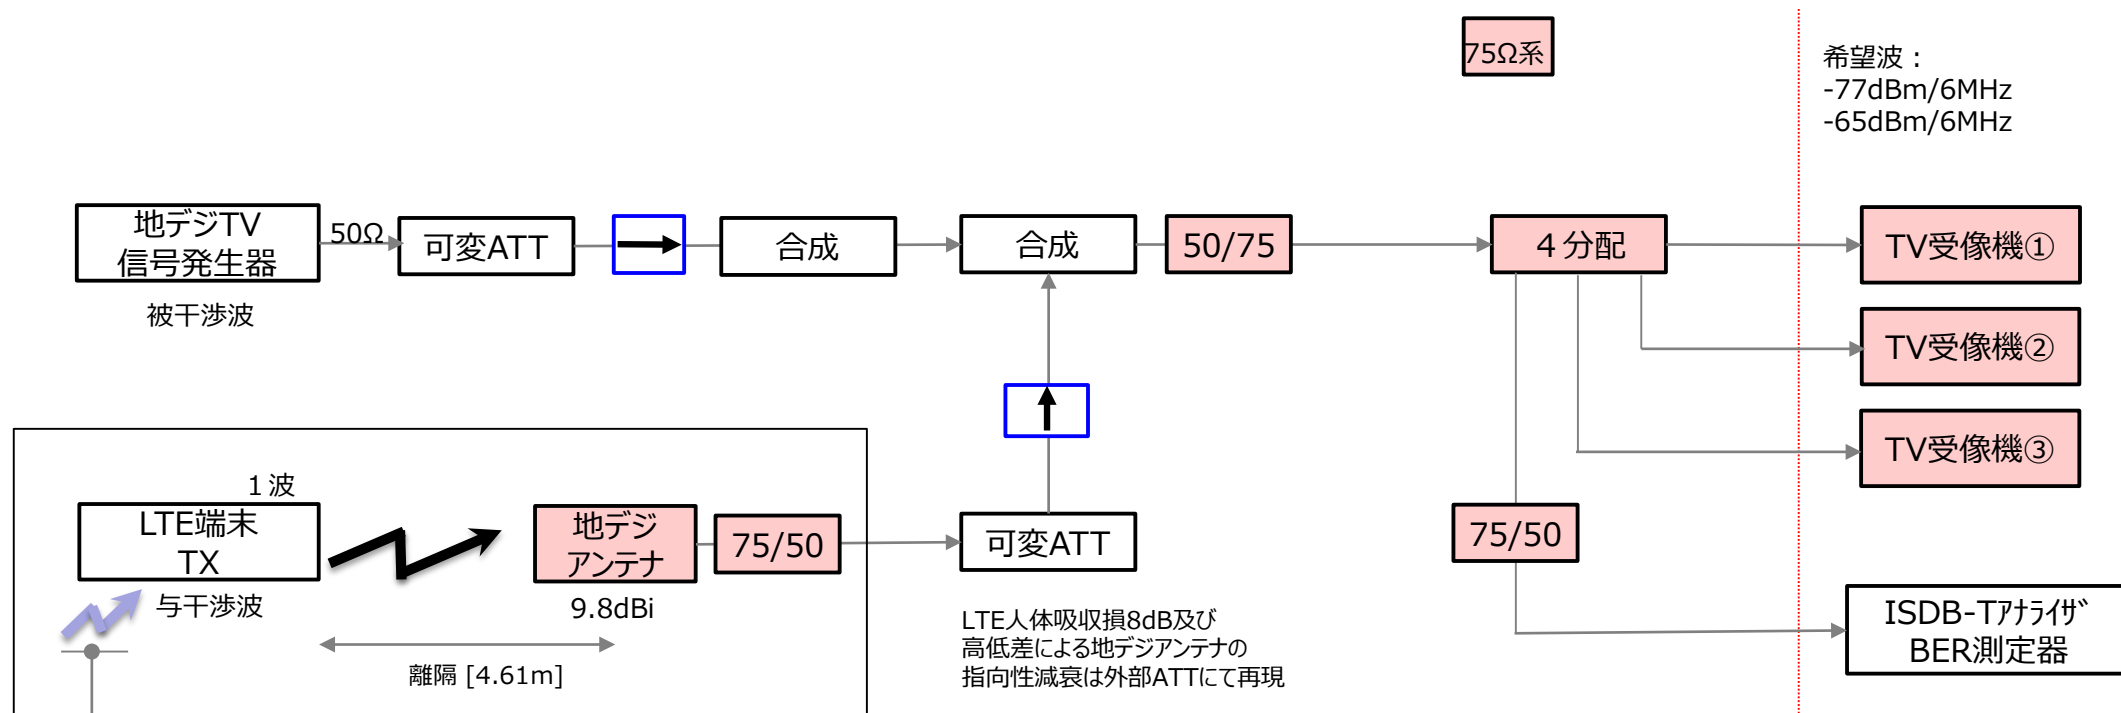 75Ω系
希望波：
-77dBm/6MHz
-65dBm/6MHz
地デジTV
信号発生器
50Ω
可変ATT
合成
合成
50/75
４分配
TV受像機①
被干渉波
TV受像機②
TV受像機③
１波
LTE端末
TX
地デジ
アンテナ
75/50
可変ATT
75/50
与干渉波
9.8dBi
離隔 [4.61m]
LTE人体吸収損8dB及び
高低差による地デジアンテナの
指向性減衰は外部ATTにて再現
ISDB-Tｱﾅﾗｲｻﾞ
BER測定器